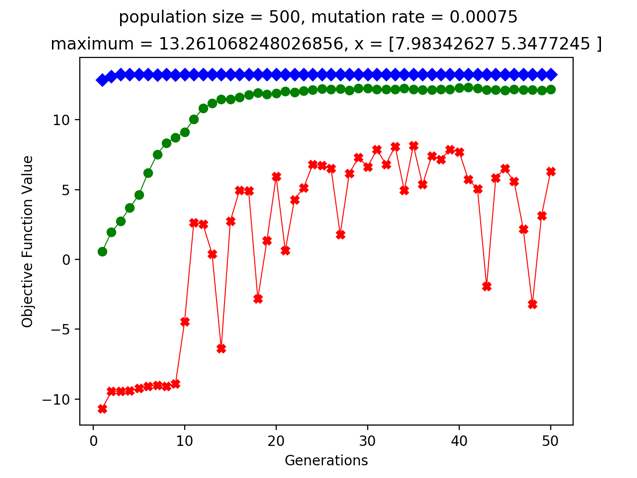 population size = 500, mutation rate = 0.00075
maximum = 13.261068248026856, x = [7.98342627 5.3477245 ]
Objective Function Value
10
5
0
−5
−10
0 10 20 30 40 50
Generations